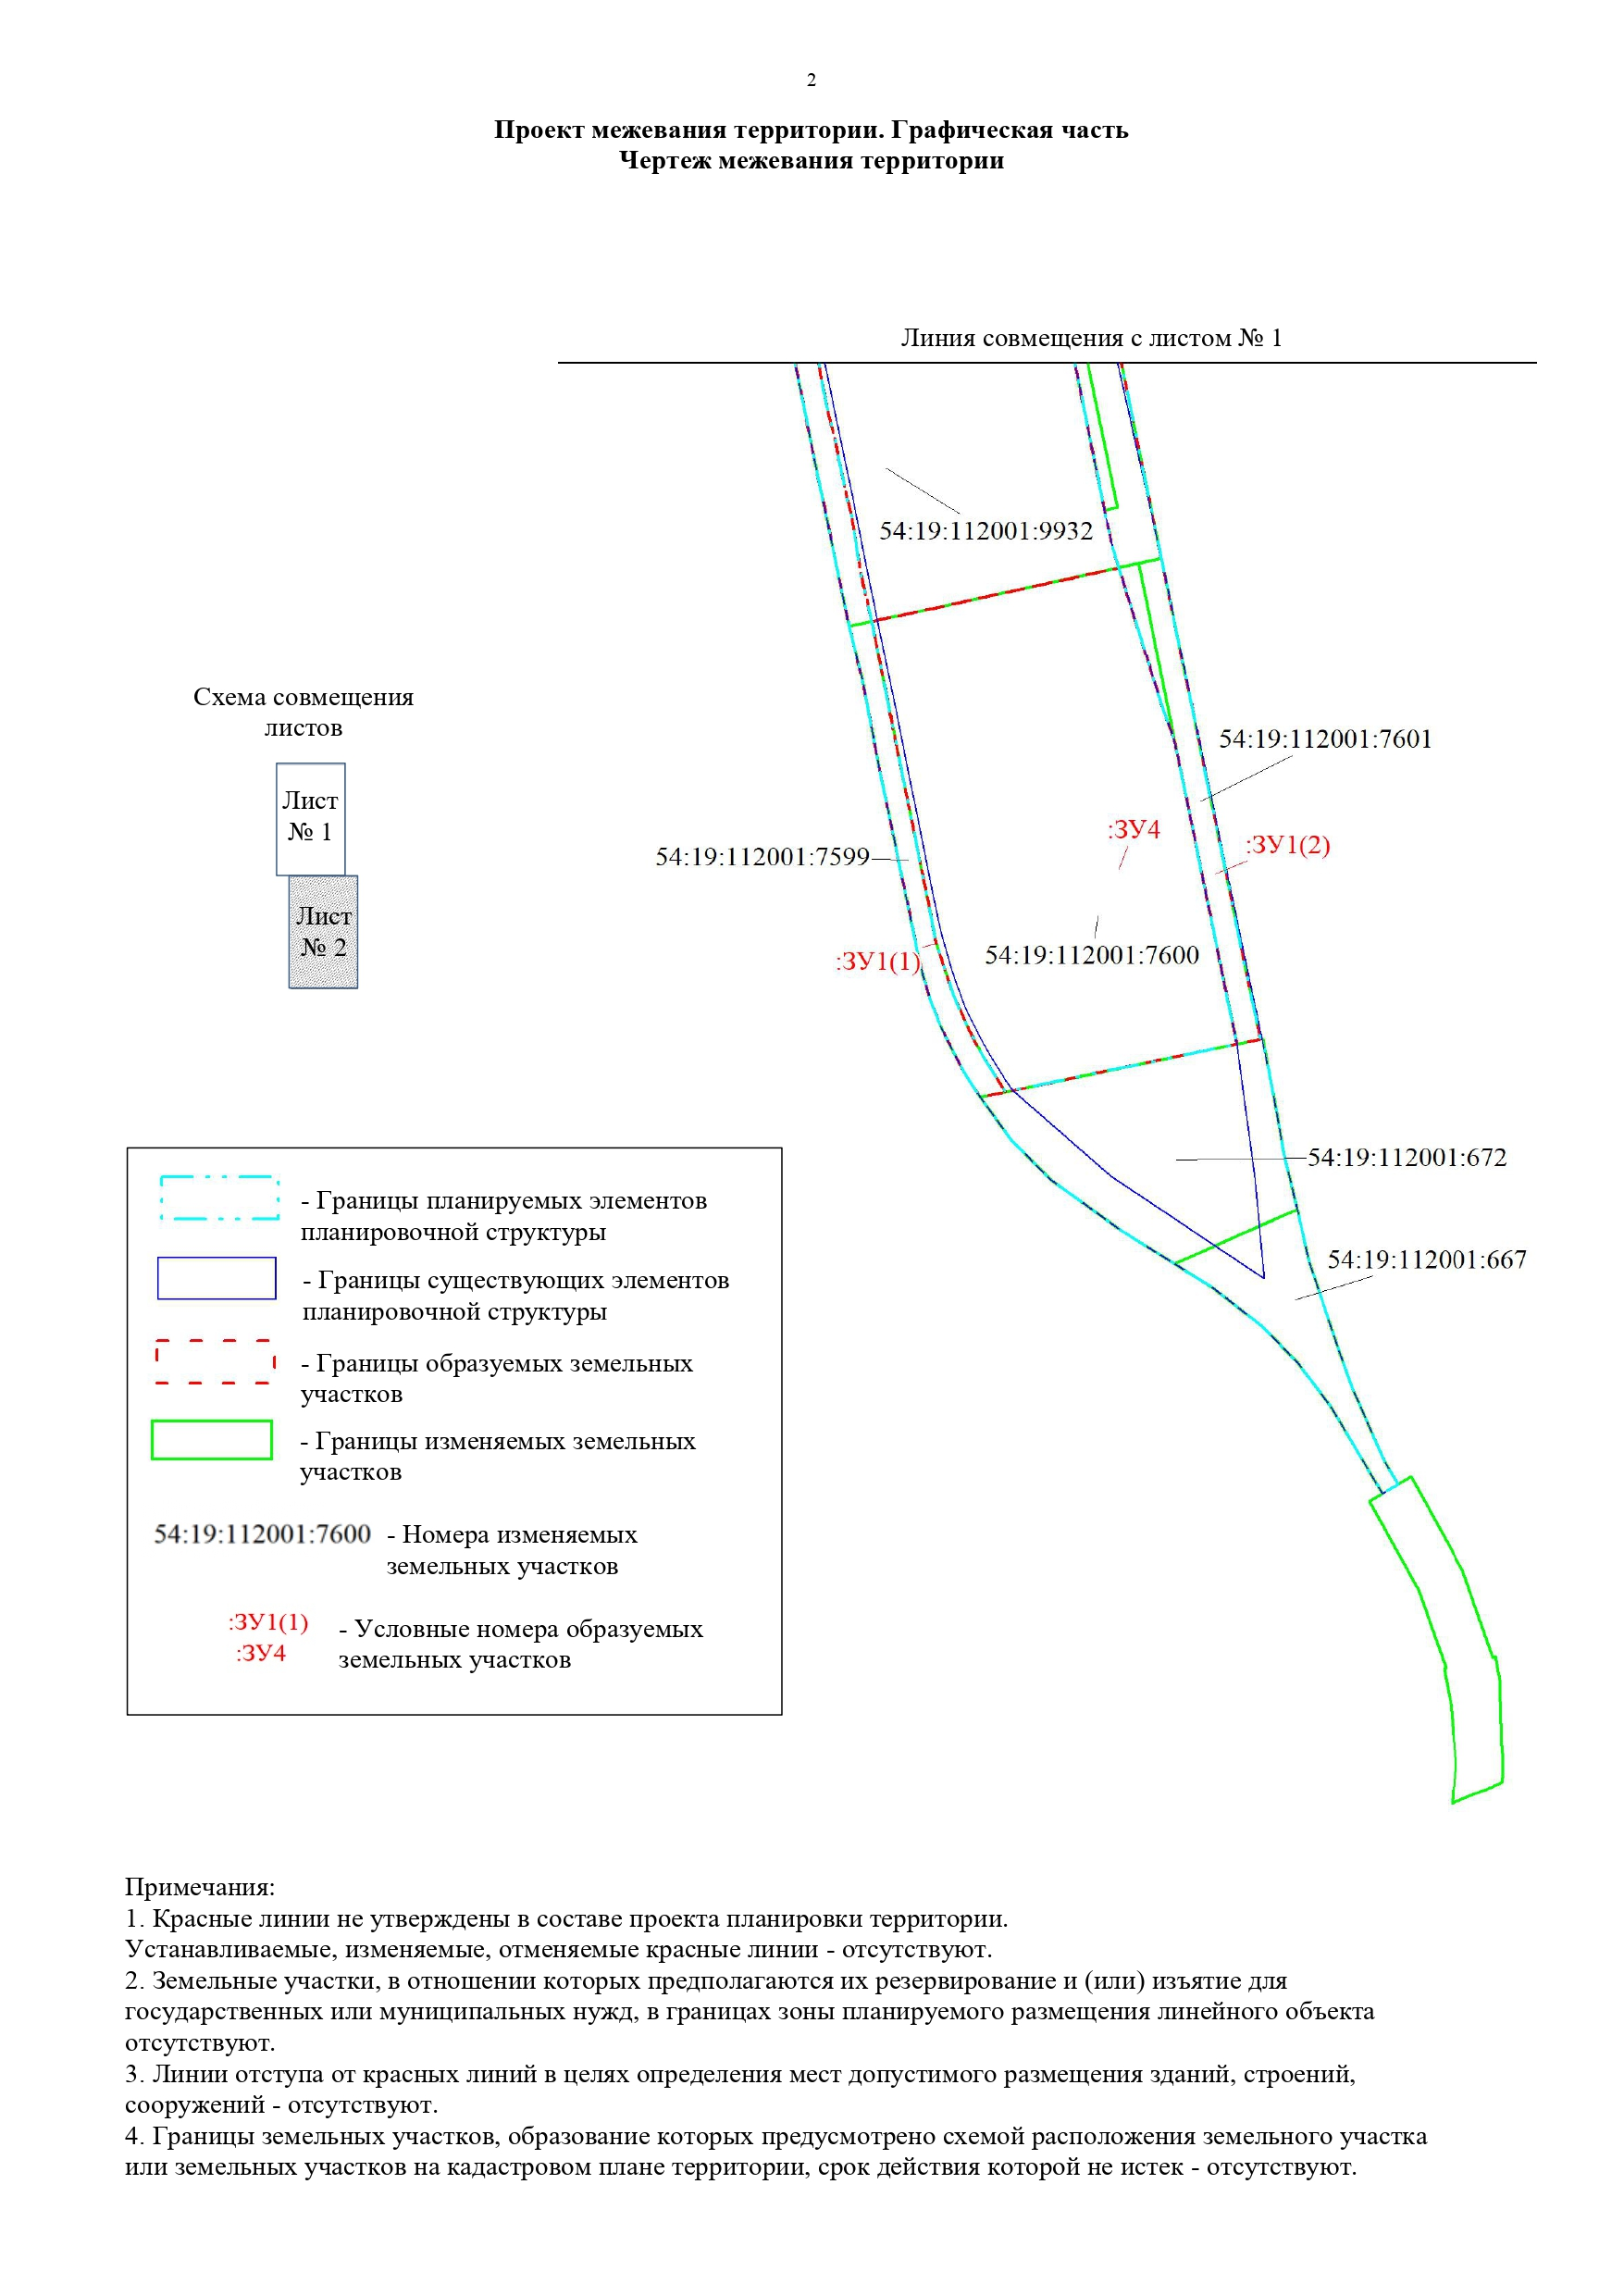 2
Проект межевания территории. Графическая часть
Чертеж межевания территории
Линия совмещения с листом № 1
54:19:112001:9932
Схема совмещения
листов
Лист
№ 1
Лист
№ 2
54:19:112001:7601
:ЗУ4
:ЗУ1(2)
54:19:112001:7599
:ЗУ1(1)
54:19:112001:7600
54:19:112001:672
54:19:112001:667
- Границы планируемых элементов
планировочной структуры
- Границы существующих элементов
планировочной структуры
- Границы образуемых земельных
участков
- Границы изменяемых земельных
участков
54:19:112001:7600 - Номера изменяемых
земельных участков
:ЗУ1(1)
:ЗУ4
- Условные номера образуемых
земельных участков
Примечания:
1. Красные линии не утверждены в составе проекта планировки территории.
Устанавливаемые, изменяемые, отменяемые красные линии - отсутствуют.
2. Земельные участки, в отношении которых предполагаются их резервирование и (или) изъятие для
государственных или муниципальных нужд, в границах зоны планируемого размещения линейного объекта
отсутствуют.
3. Линии отступа от красных линий в целях определения мест допустимого размещения зданий, строений,
сооружений - отсутствуют.
4. Границы земельных участков, образование которых предусмотрено схемой расположения земельного участка
или земельных участков на кадастровом плане территории, срок действия которой не истек - отсутствуют.